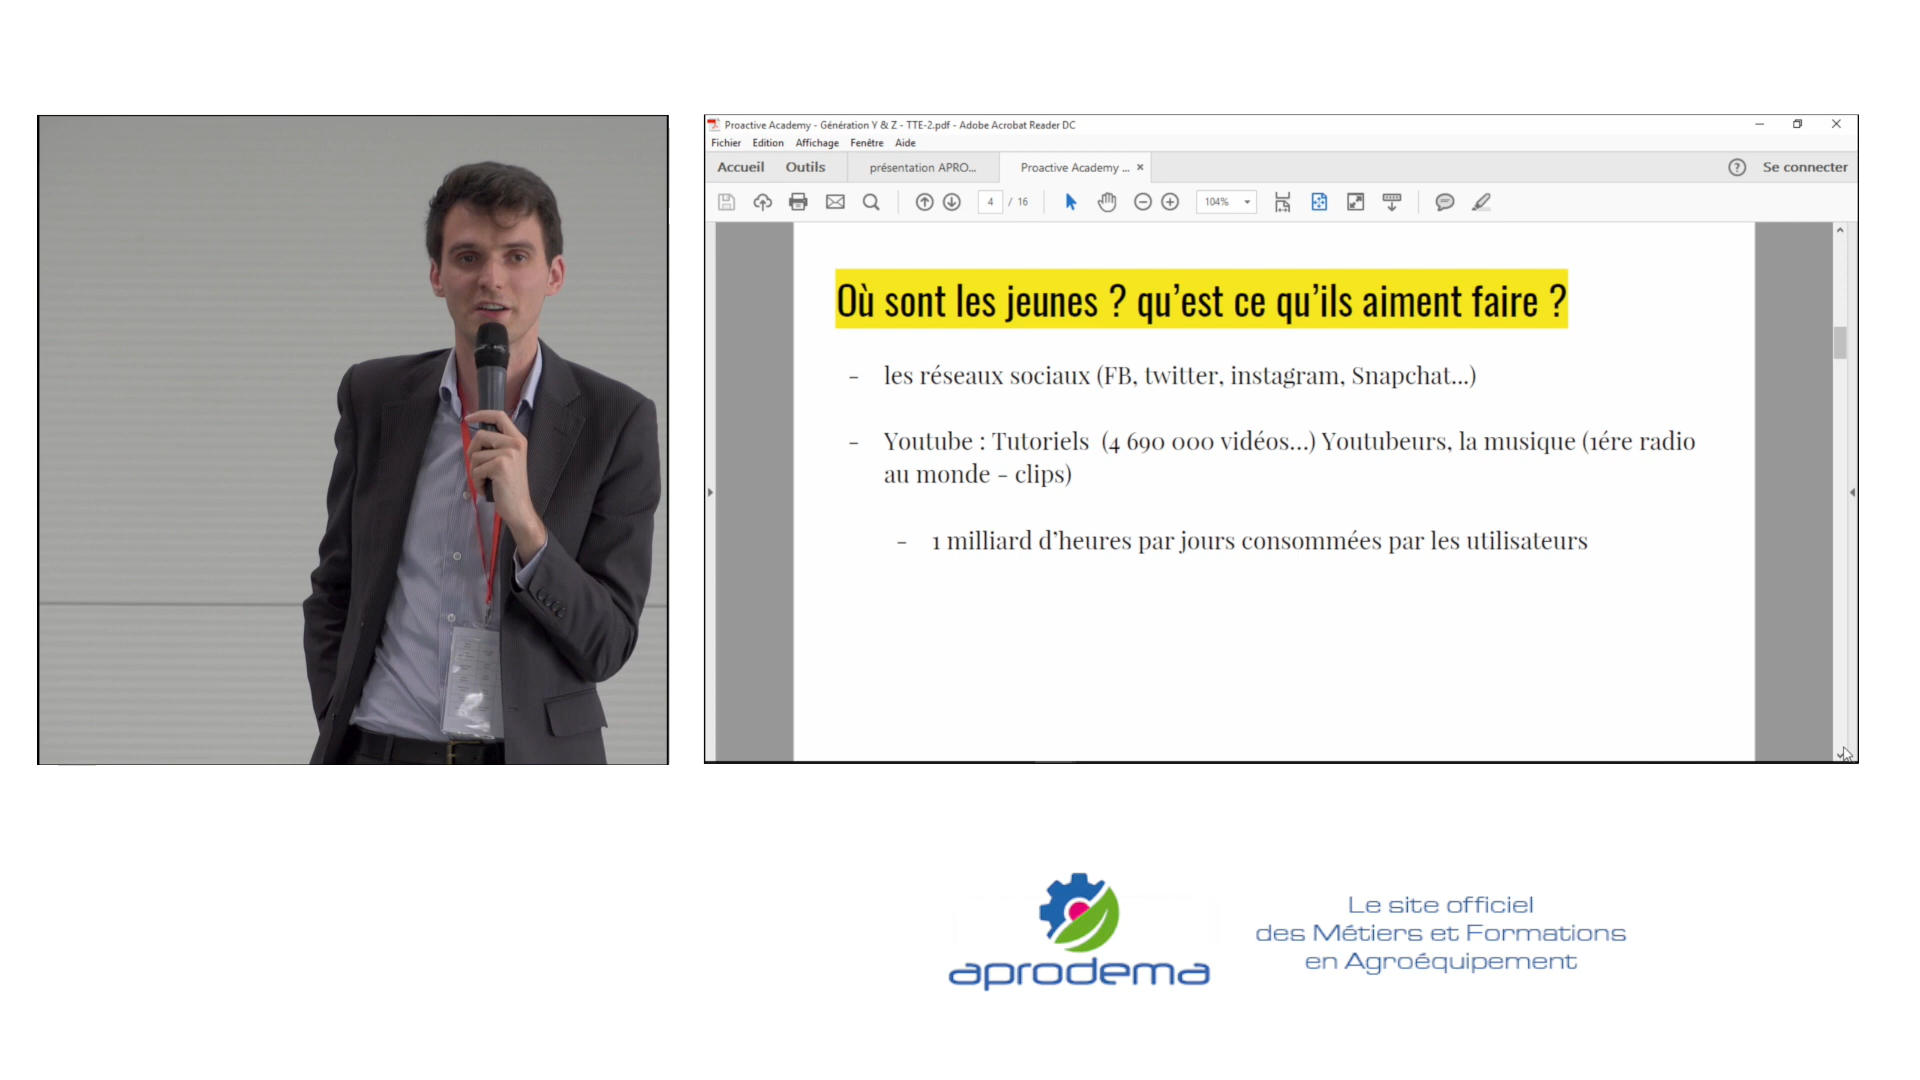 Proactive Academy - Génération Y & Z - TTE-2.pdf - Adobe Acrobat Reader DC
Fichier Edition Affichage Fenêtre Aide
Accueil Outils présentation APRO... Proactive Academy ... × ? Se connecter
4 / 16 104%
Où sont les jeunes ? qu’est ce qu’ils aiment faire ?
- les réseaux sociaux (FB, twitter, instagram, Snapchat...)
- Youtube : Tutoriels (4 690 000 vidéos...) Youtubeurs, la musique (1ére radio
au monde - clips)
- 1 milliard d’heures par jours consommées par les utilisateurs
aprodema
Le site officiel
des Métiers et Formations
en Agroéquipement